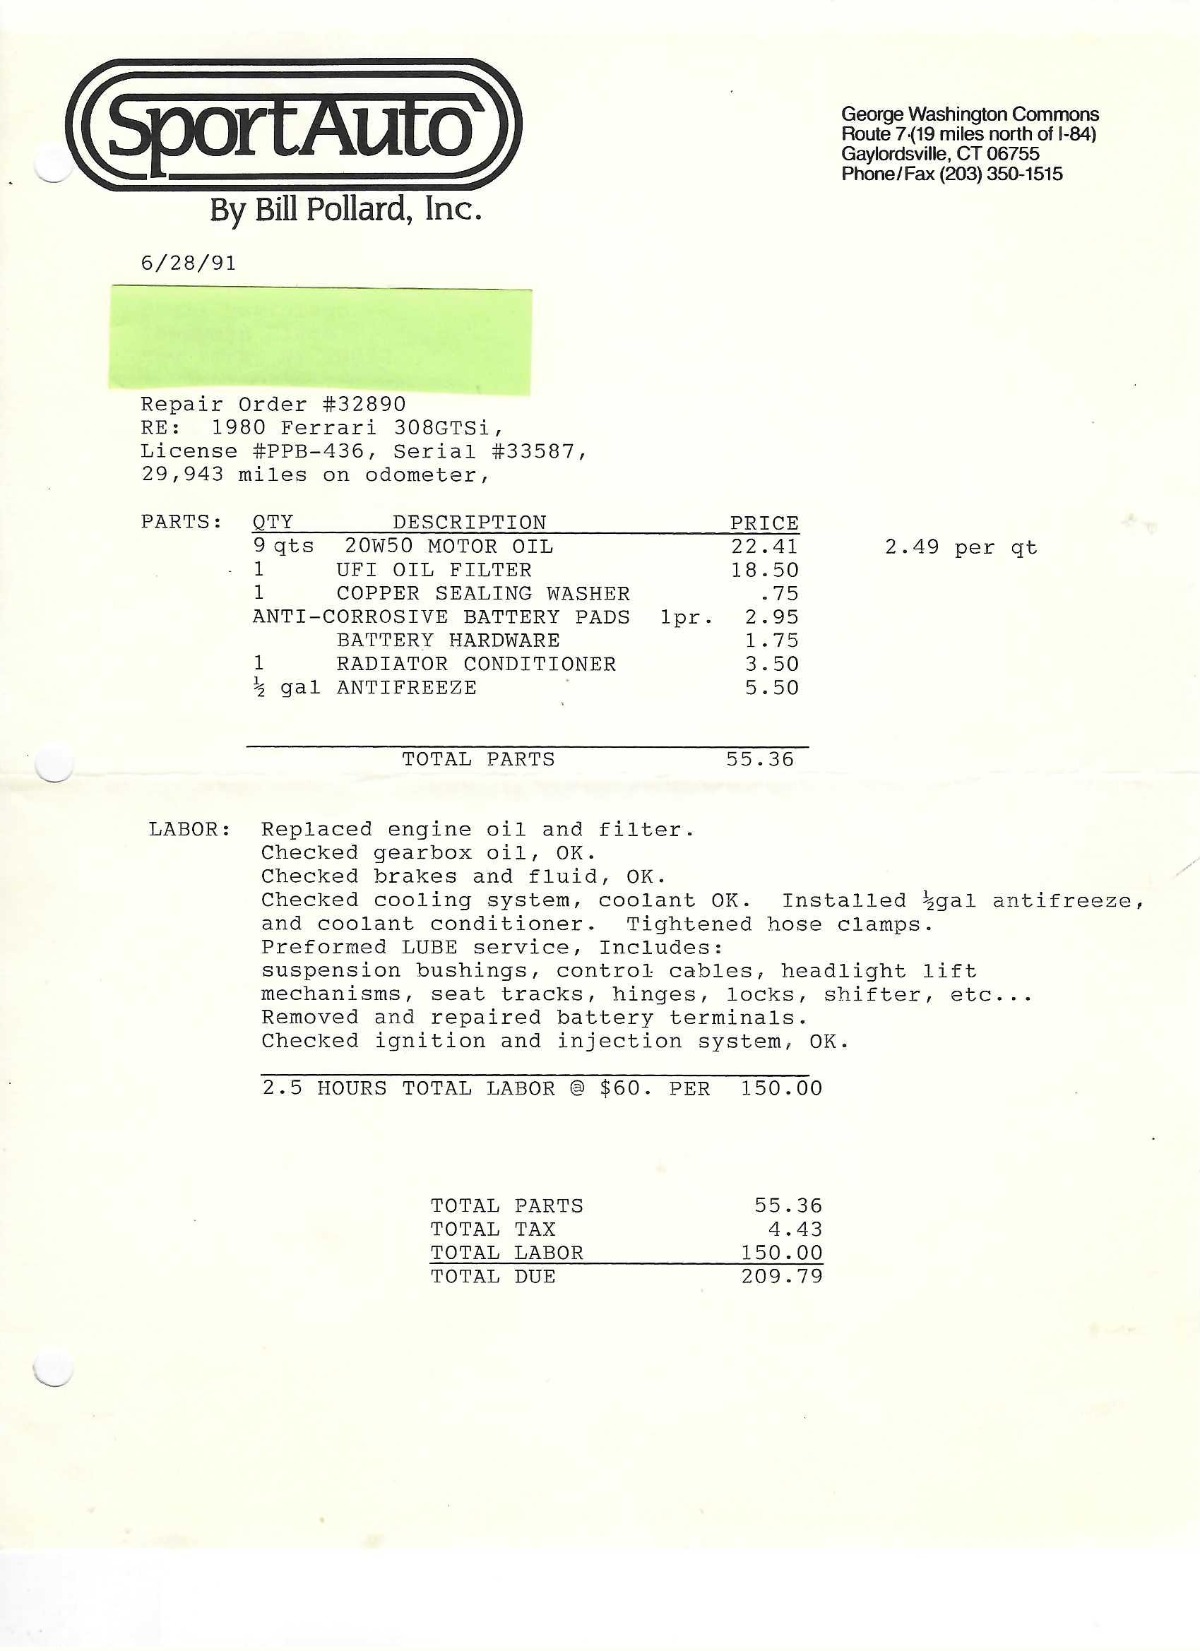 SportAuto
By Bill Pollard, Inc.
George Washington Commons
Route 7 (19 miles north of I-84)
Gaylordsville, CT 06755
Phone/Fax (203) 350-1515
6/28/91
Repair Order #32890
RE: 1980 Ferrari 308GTSi,
License #PPB-436, Serial #33587,
29,943 miles on odometer,
PARTS: QTY DESCRIPTION PRICE
9 qts 20W50 MOTOR OIL 22.41 2.49 per qt
1 UFI OIL FILTER 18.50
1 COPPER SEALING WASHER .75
ANTI-CORROSIVE BATTERY PADS 1pr. 2.95
BATTERY HARDWARE 1.75
1 RADIATOR CONDITIONER 3.50
½ gal ANTIFREEZE 5.50
TOTAL PARTS 55.36
LABOR: Replaced engine oil and filter.
Checked gearbox oil, OK.
Checked brakes and fluid, OK.
Checked cooling system, coolant OK. Installed ½gal antifreeze,
and coolant conditioner. Tightened hose clamps.
Preformed LUBE service, Includes:
suspension bushings, control cables, headlight lift
mechanisms, seat tracks, hinges, locks, shifter, etc...
Removed and repaired battery terminals.
Checked ignition and injection system, OK.
2.5 HOURS TOTAL LABOR @ $60. PER 150.00
TOTAL PARTS 55.36
TOTAL TAX 4.43
TOTAL LABOR 150.00
TOTAL DUE 209.79